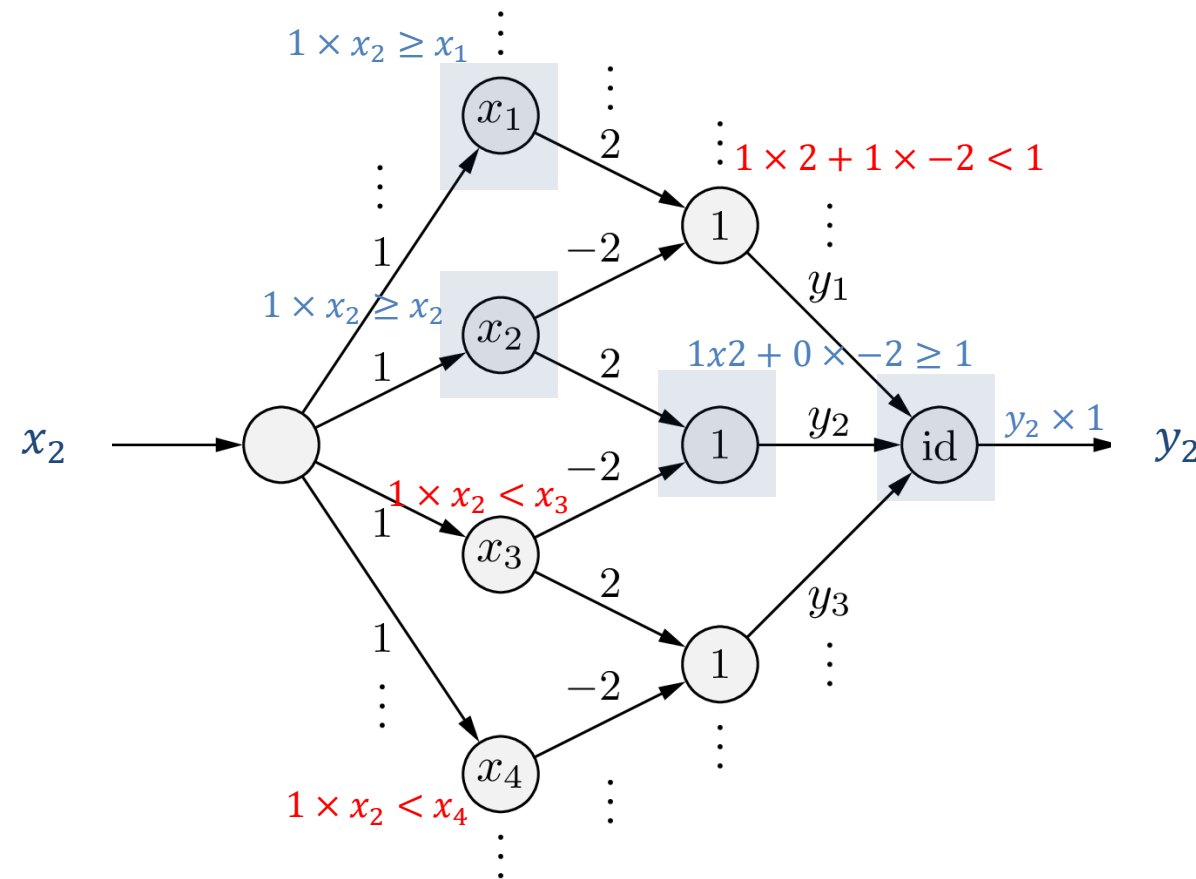 1 × x₂ ≥ x₁
x₁
2
1 × 2 + 1 × −2 < 1
1
1
−2
y₁
1 × x₂ ≥ x₂
x₂
1x2 + 0 × −2 ≥ 1
1
2
y₂
y₂ × 1
x₂
1
id
y₂
−2
1 × x₂ < x₃
1
x₃
2
y₃
1
1
−2
x₄
1 × x₂ < x₄